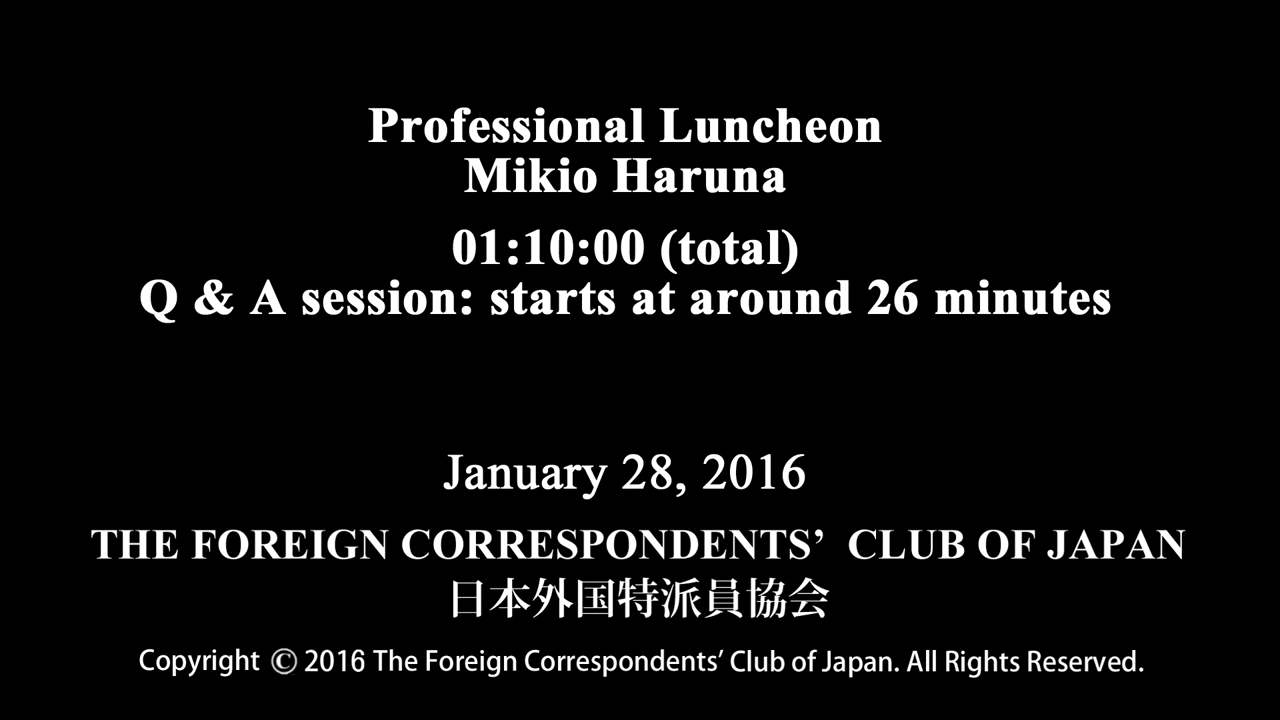 Professional Luncheon
Mikio Haruna
01:10:00 (total)
Q & A session: starts at around 26 minutes
January 28, 2016
THE FOREIGN CORRESPONDENTS’ CLUB OF JAPAN
日本外国特派員協会
Copyright © 2016 The Foreign Correspondents’ Club of Japan. All Rights Reserved.